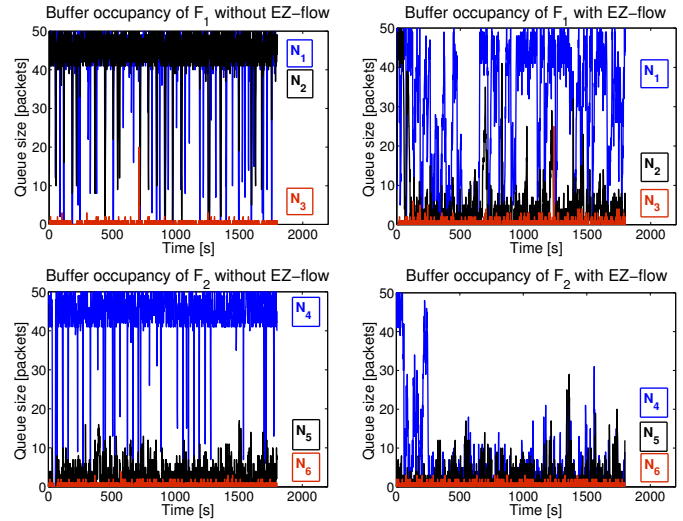 Buffer occupancy of F1 without EZ-flow
50
40
30
20
10
0
Queue size [packets]
0 500 1000 1500 2000
Time [s]
N1
N2
N3
Buffer occupancy of F1 with EZ-flow
50
40
30
20
10
0
Queue size [packets]
0 500 1000 1500 2000
Time [s]
N1
N2
N3
Buffer occupancy of F2 without EZ-flow
50
40
30
20
10
0
Queue size [packets]
0 500 1000 1500 2000
Time [s]
N4
N5
N6
Buffer occupancy of F2 with EZ-flow
50
40
30
20
10
0
Queue size [packets]
0 500 1000 1500 2000
Time [s]
N4
N5
N6